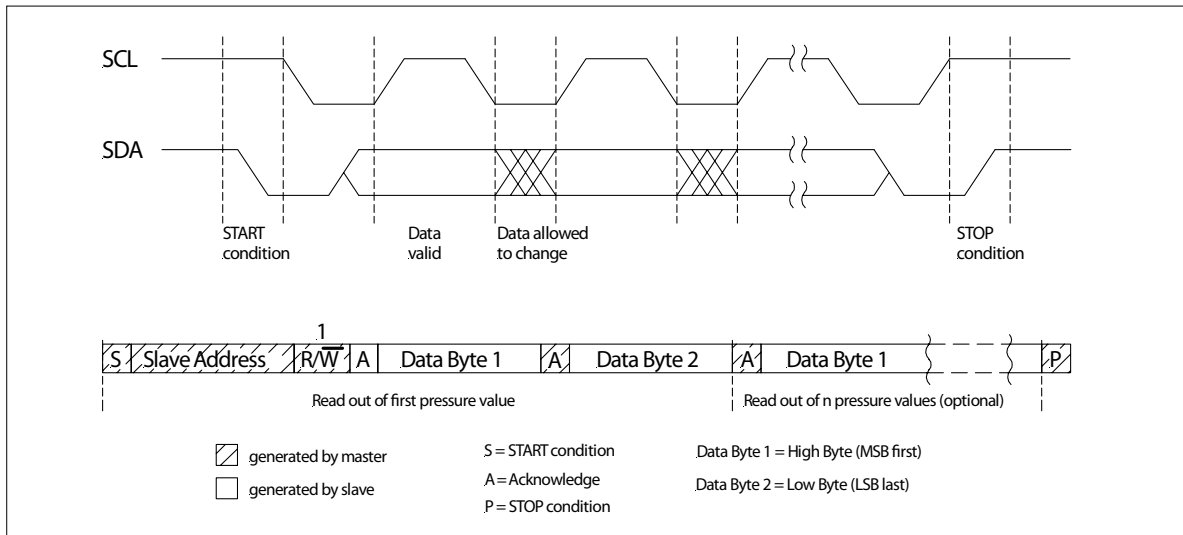 SCL
SDA
START
condition
Data
valid
Data allowed
to change
STOP
condition
1
S Slave Address R/W̅ A Data Byte 1 A Data Byte 2 A Data Byte 1 P
Read out of first pressure value
Read out of n pressure values (optional)
generated by master
generated by slave
S = START condition
A = Acknowledge
P = STOP condition
Data Byte 1 = High Byte (MSB first)
Data Byte 2 = Low Byte (LSB last)